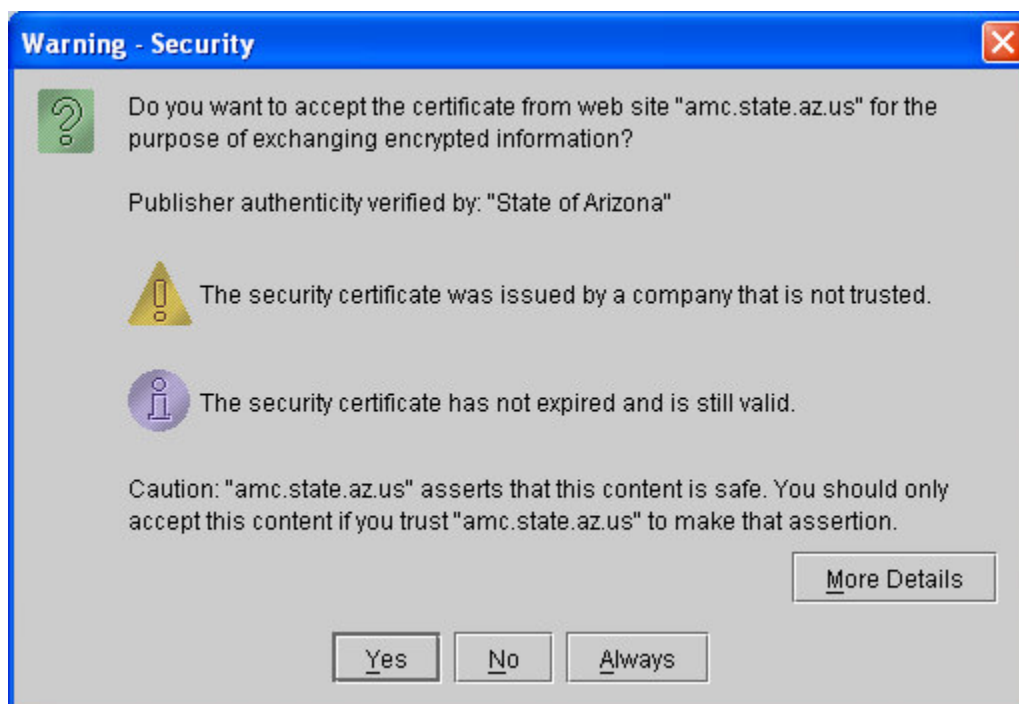 Warning - Security
Do you want to accept the certificate from web site "amc.state.az.us" for the
purpose of exchanging encrypted information?
Publisher authenticity verified by: "State of Arizona"
The security certificate was issued by a company that is not trusted.
The security certificate has not expired and is still valid.
Caution: "amc.state.az.us" asserts that this content is safe. You should only
accept this content if you trust "amc.state.az.us" to make that assertion.
More Details
Yes No Always